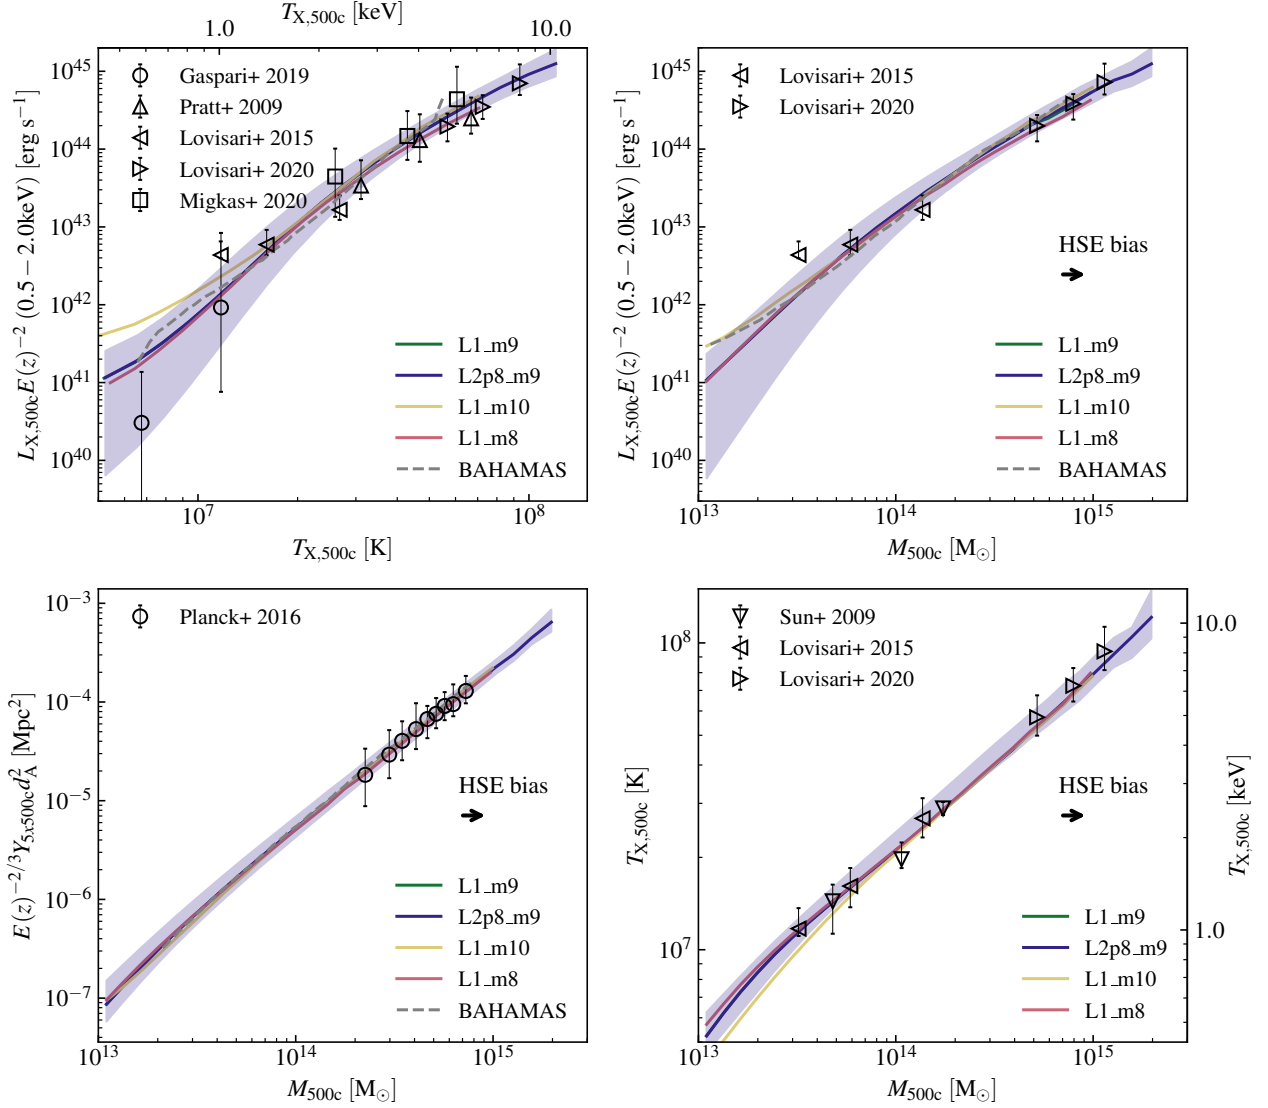 T_X,500c [keV]
1.0 10.0
10^45
10^44
10^43
10^42
10^41
10^40
L_X,500c E(z)^−2 (0.5 − 2.0keV) [erg s^−1]
Gaspari+ 2019
Pratt+ 2009
Lovisari+ 2015
Lovisari+ 2020
Migkas+ 2020
L1_m9
L2p8_m9
L1_m10
L1_m8
BAHAMAS
10^7 10^8
T_X,500c [K]
10^45
10^44
10^43
10^42
10^41
10^40
L_X,500c E(z)^−2 (0.5 − 2.0keV) [erg s^−1]
Lovisari+ 2015
Lovisari+ 2020
HSE bias
L1_m9
L2p8_m9
L1_m10
L1_m8
BAHAMAS
10^13 10^14 10^15
M_500c [M_⊙]
10^−3
10^−4
10^−5
10^−6
10^−7
E(z)^−2/3 Y_5x500c d_A^2 [Mpc^2]
Planck+ 2016
HSE bias
L1_m9
L2p8_m9
L1_m10
L1_m8
BAHAMAS
10^13 10^14 10^15
M_500c [M_⊙]
10^8
10^7
T_X,500c [K]
Sun+ 2009
Lovisari+ 2015
Lovisari+ 2020
HSE bias
L1_m9
L2p8_m9
L1_m10
L1_m8
10.0
1.0
T_X,500c [keV]
10^13 10^14 10^15
M_500c [M_⊙]